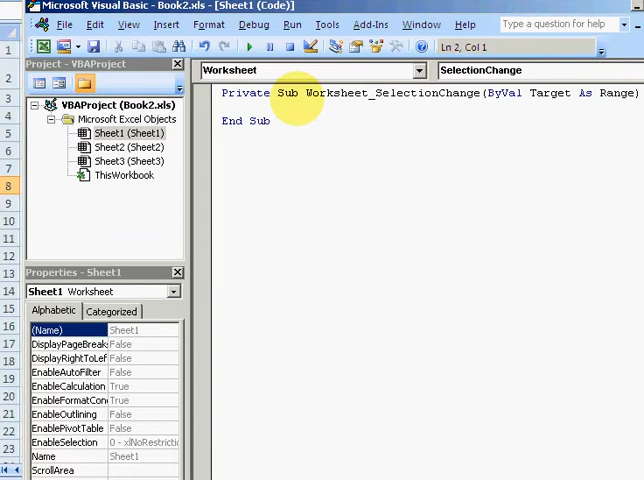 Microsoft Visual Basic - Book2.xls - [Sheet1 (Code)]
File Edit View Insert Format Debug Run Tools Add-Ins Window Help Type a question for help
Ln 2, Col 1
Project - VBAProject
Worksheet SelectionChange
VBAProject (Book2.xls)
Microsoft Excel Objects
Sheet1 (Sheet1)
Sheet2 (Sheet2)
Sheet3 (Sheet3)
ThisWorkbook
Private Sub Worksheet_SelectionChange(ByVal Target As Range)
End Sub
Properties - Sheet1
Sheet1 Worksheet
Alphabetic Categorized
(Name) Sheet1
DisplayPageBreaks False
DisplayRightToLef False
EnableAutoFilter False
EnableCalculation True
EnableFormatCon True
EnableOutlining False
EnablePivotTable False
EnableSelection 0 - xlNoRestrictio
Name Sheet1
ScrollArea
1
2
3
4
5
6
7
8
9
10
11
12
13
14
15
16
17
18
19
20
21
22
23